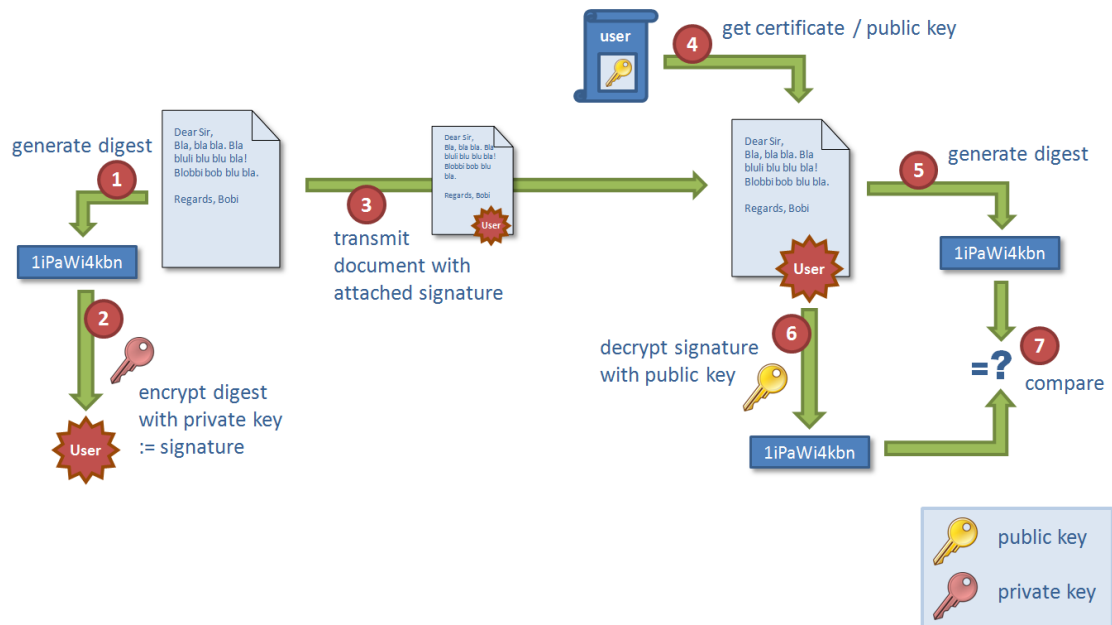 user
4
get certificate / public key
generate digest
1
Dear Sir,
Bla, bla bla. Bla
bluli blu blu bla!
Blobbi bob blu bla.
Regards, Bobi
1iPaWi4kbn
2
encrypt digest
with private key
:= signature
User
Dear Sir,
Bla, bla bla. Bla
bluli blu blu bla!
Blobbi bob blu
bla.
Regards, Bobi
User
3
transmit
document with
attached signature
Dear Sir,
Bla, bla bla. Bla
bluli blu blu bla!
Blobbi bob blu bla.
Regards, Bobi
User
5
generate digest
1iPaWi4kbn
6
decrypt signature
with public key
1iPaWi4kbn
=?
7
compare
public key
private key